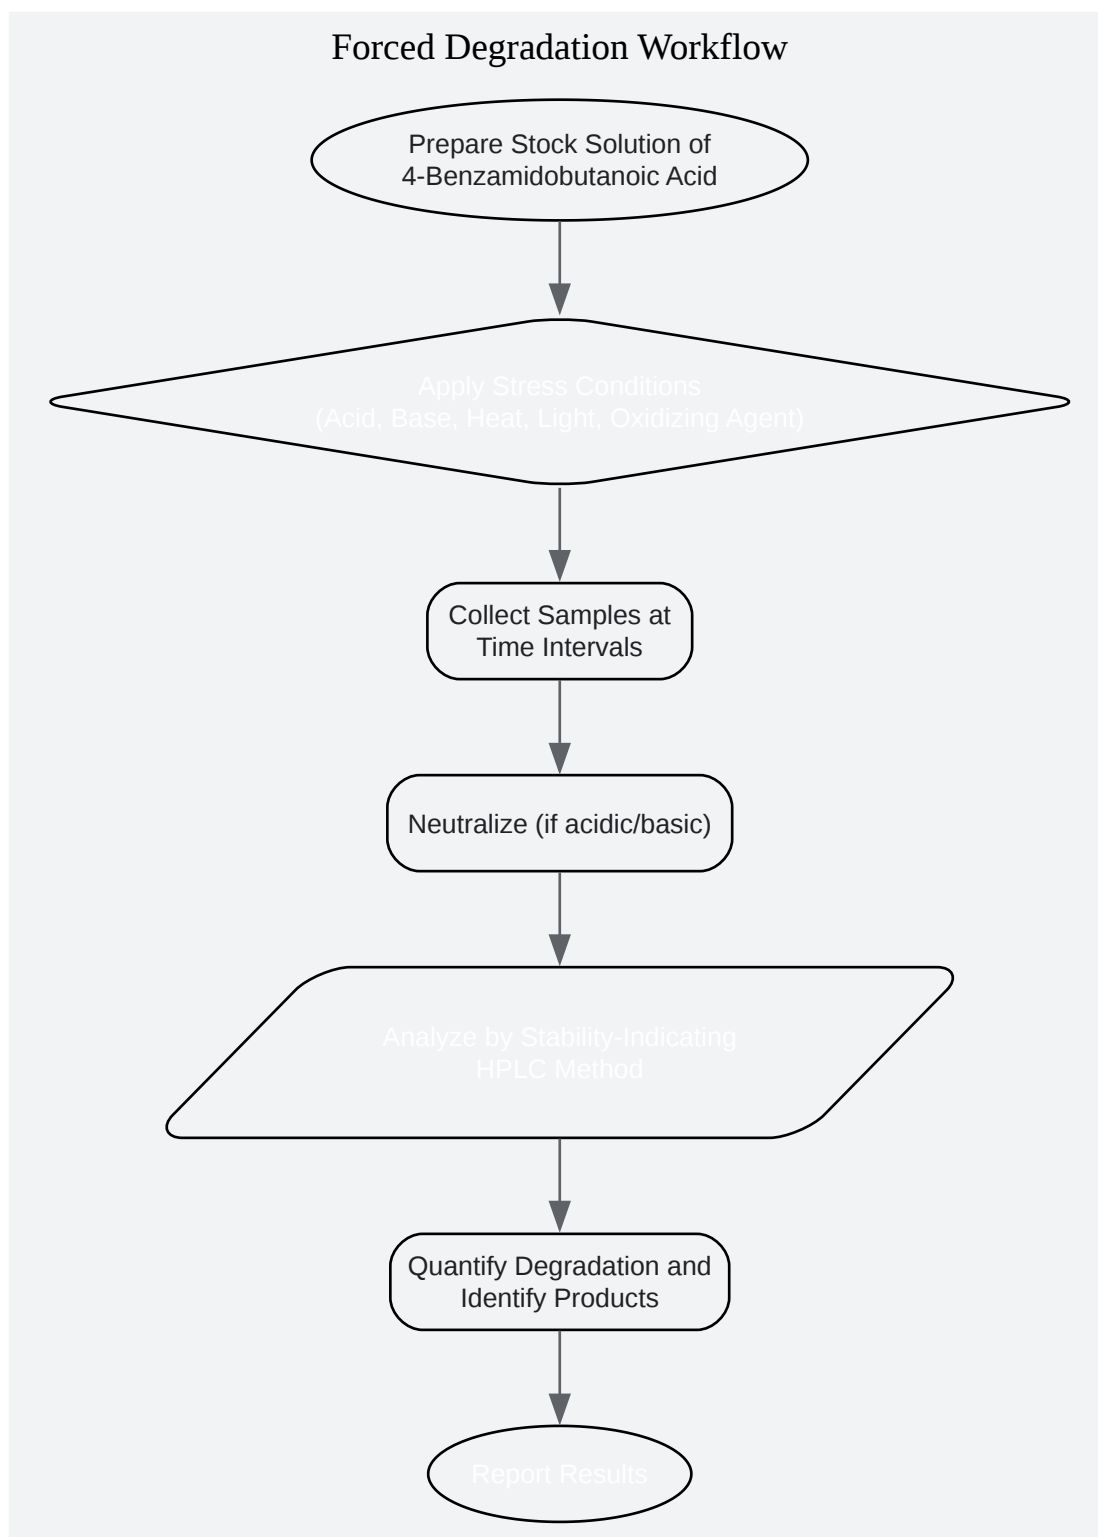 Forced Degradation Workflow
Prepare Stock Solution of
4-Benzamidobutanoic Acid
Apply Stress Conditions
(Acid, Base, Heat, Light, Oxidizing Agent)
Collect Samples at
Time Intervals
Neutralize (if acidic/basic)
Analyze by Stability-Indicating
HPLC Method
Quantify Degradation and
Identify Products
Report Results